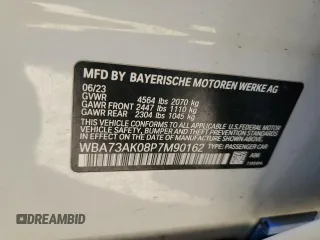 MFD BY BAYERISCHE MOTOREN WERKE AG
06/23
GVWR 4564 lbs 2070 kg
GAWR FRONT 2447 lbs 1110 kg
GAWR REAR 2304 lbs 1045 kg
THIS VEHICLE CONFORMS TO ALL APPLICABLE U.S. FEDERAL MOTOR VEHICLE
SAFETY, BUMPER, AND THEFT PREVENTION STANDARDS IN EFFECT ON THE DATE OF MANUFACTURE SHOWN ABOVE.
WBA73AK08P7M90162 TYPE: PASSENGER CAR